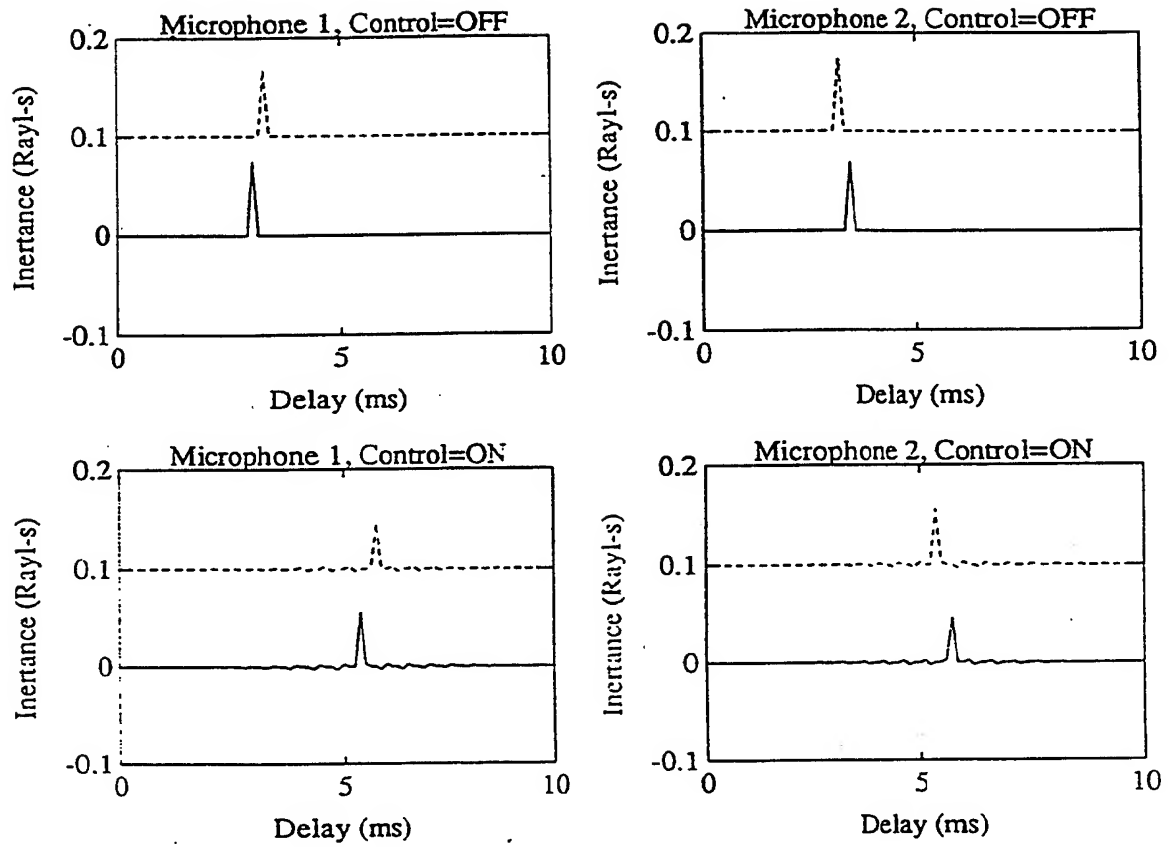 Microphone 1, Control=OFF
0.2
0.1
0
-0.1
Inertance (Rayl-s)
0
5
10
Delay (ms)
Microphone 2, Control=OFF
0.2
0.1
0
-0.1
Inertance (Rayl-s)
0
5
10
Delay (ms)
Microphone 1, Control=ON
0.2
0.1
0
-0.1
Inertance (Rayl-s)
0
5
10
Delay (ms)
Microphone 2, Control=ON
0.2
0.1
0
-0.1
Inertance (Rayl-s)
0
5
10
Delay (ms)